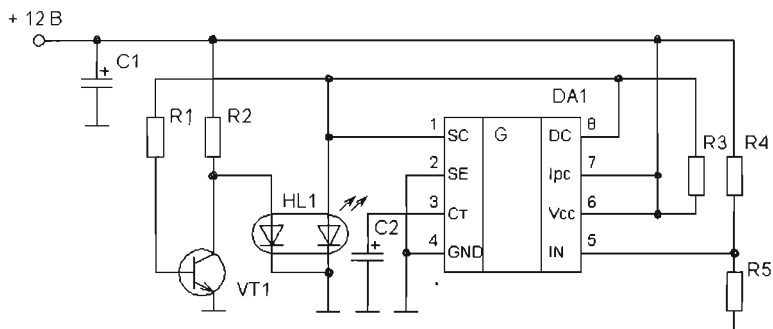 + 12 В
C1
R1
R2
HL1
VT1
C2
DA1
1 SC G DC 8
2 SE Ipc 7
3 CT Vcc 6
4 GND IN 5
R3
R4
R5